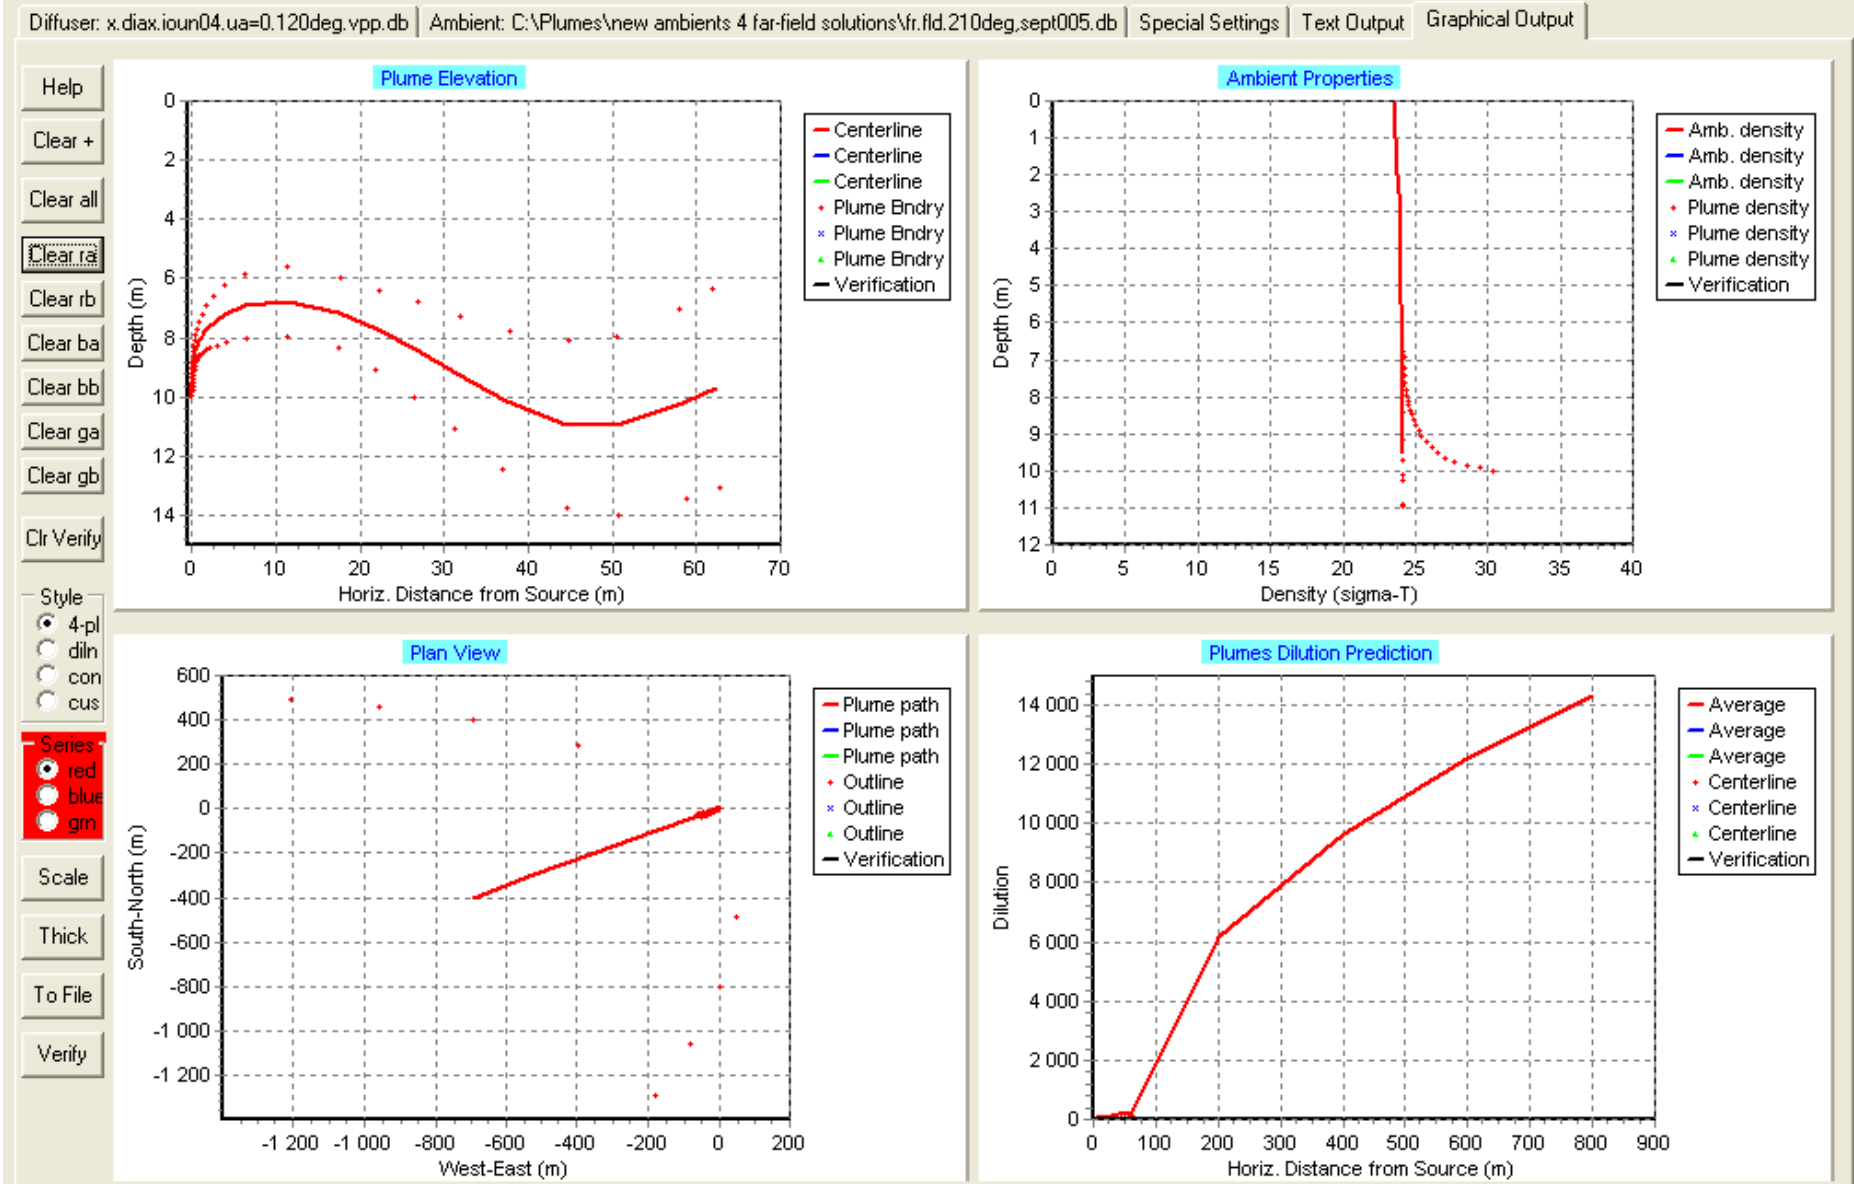 Diffuser: x.diax.ioun04.ua=0.120deg.vpp.db
Ambient: C:\Plumes\new ambients 4 far-field solutions\fr.fld.210deg,sept005.db
Special Settings
Text Output
Graphical Output
Help
Clear +
Clear all
Clear ra
Clear rb
Clear ba
Clear bb
Clear ga
Clear gb
Clr Verify
Style
4-pl
diln
con
cus
Series
red
blue
grn
Scale
Thick
To File
Verify
Plume Elevation
0
2
4
6
8
10
12
14
Depth (m)
0 10 20 30 40 50 60 70
Horiz. Distance from Source (m)
Centerline
Centerline
Centerline
Plume Bndry
Plume Bndry
Plume Bndry
Verification
Ambient Properties
0
1
2
3
4
5
6
7
8
9
10
11
12
Depth (m)
0 5 10 15 20 25 30 35 40
Density (sigma-T)
Amb. density
Amb. density
Amb. density
Plume density
Plume density
Plume density
Verification
Plan View
600
400
200
0
-200
-400
-600
-800
-1 000
-1 200
South-North (m)
-1 200 -1 000 -800 -600 -400 -200 0 200
West-East (m)
Plume path
Plume path
Plume path
Outline
Outline
Outline
Verification
Plumes Dilution Prediction
14 000
12 000
10 000
8 000
6 000
4 000
2 000
0
Dilution
0 100 200 300 400 500 600 700 800 900
Horiz. Distance from Source (m)
Average
Average
Average
Centerline
Centerline
Centerline
Verification